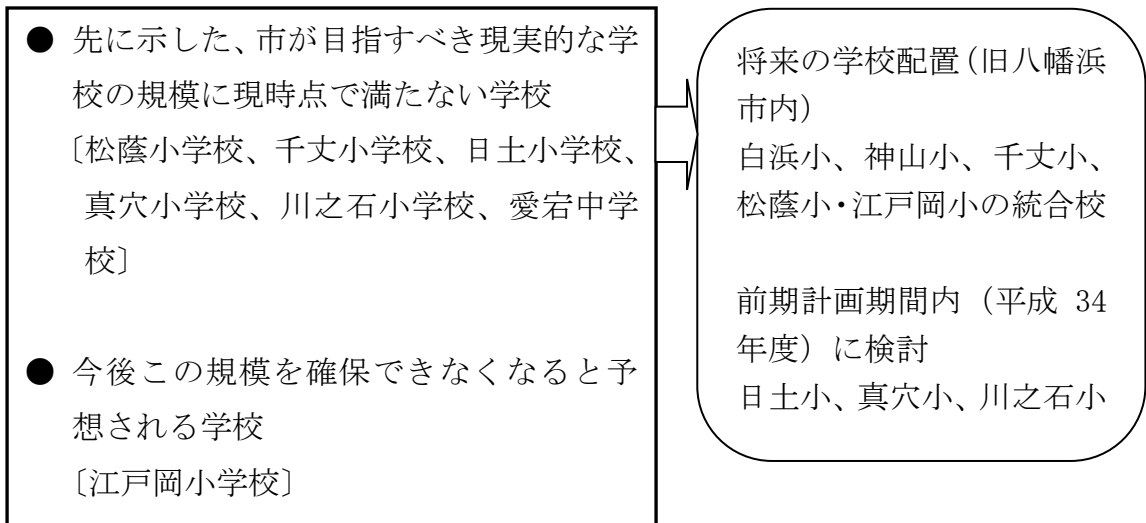 ● 先に示した、市が目指すべき現実的な学
校の規模に現時点で満たない学校
〔松蔭小学校、千丈小学校、日土小学校、
真穴小学校、川之石小学校、愛宕中学
校〕
● 今後この規模を確保できなくなると予
想される学校
〔江戸岡小学校〕
将来の学校配置(旧八幡浜
市内)
白浜小、神山小、千丈小、
松蔭小・江戸岡小の統合校
前期計画期間内（平成 34
年度）に検討
日土小、真穴小、川之石小